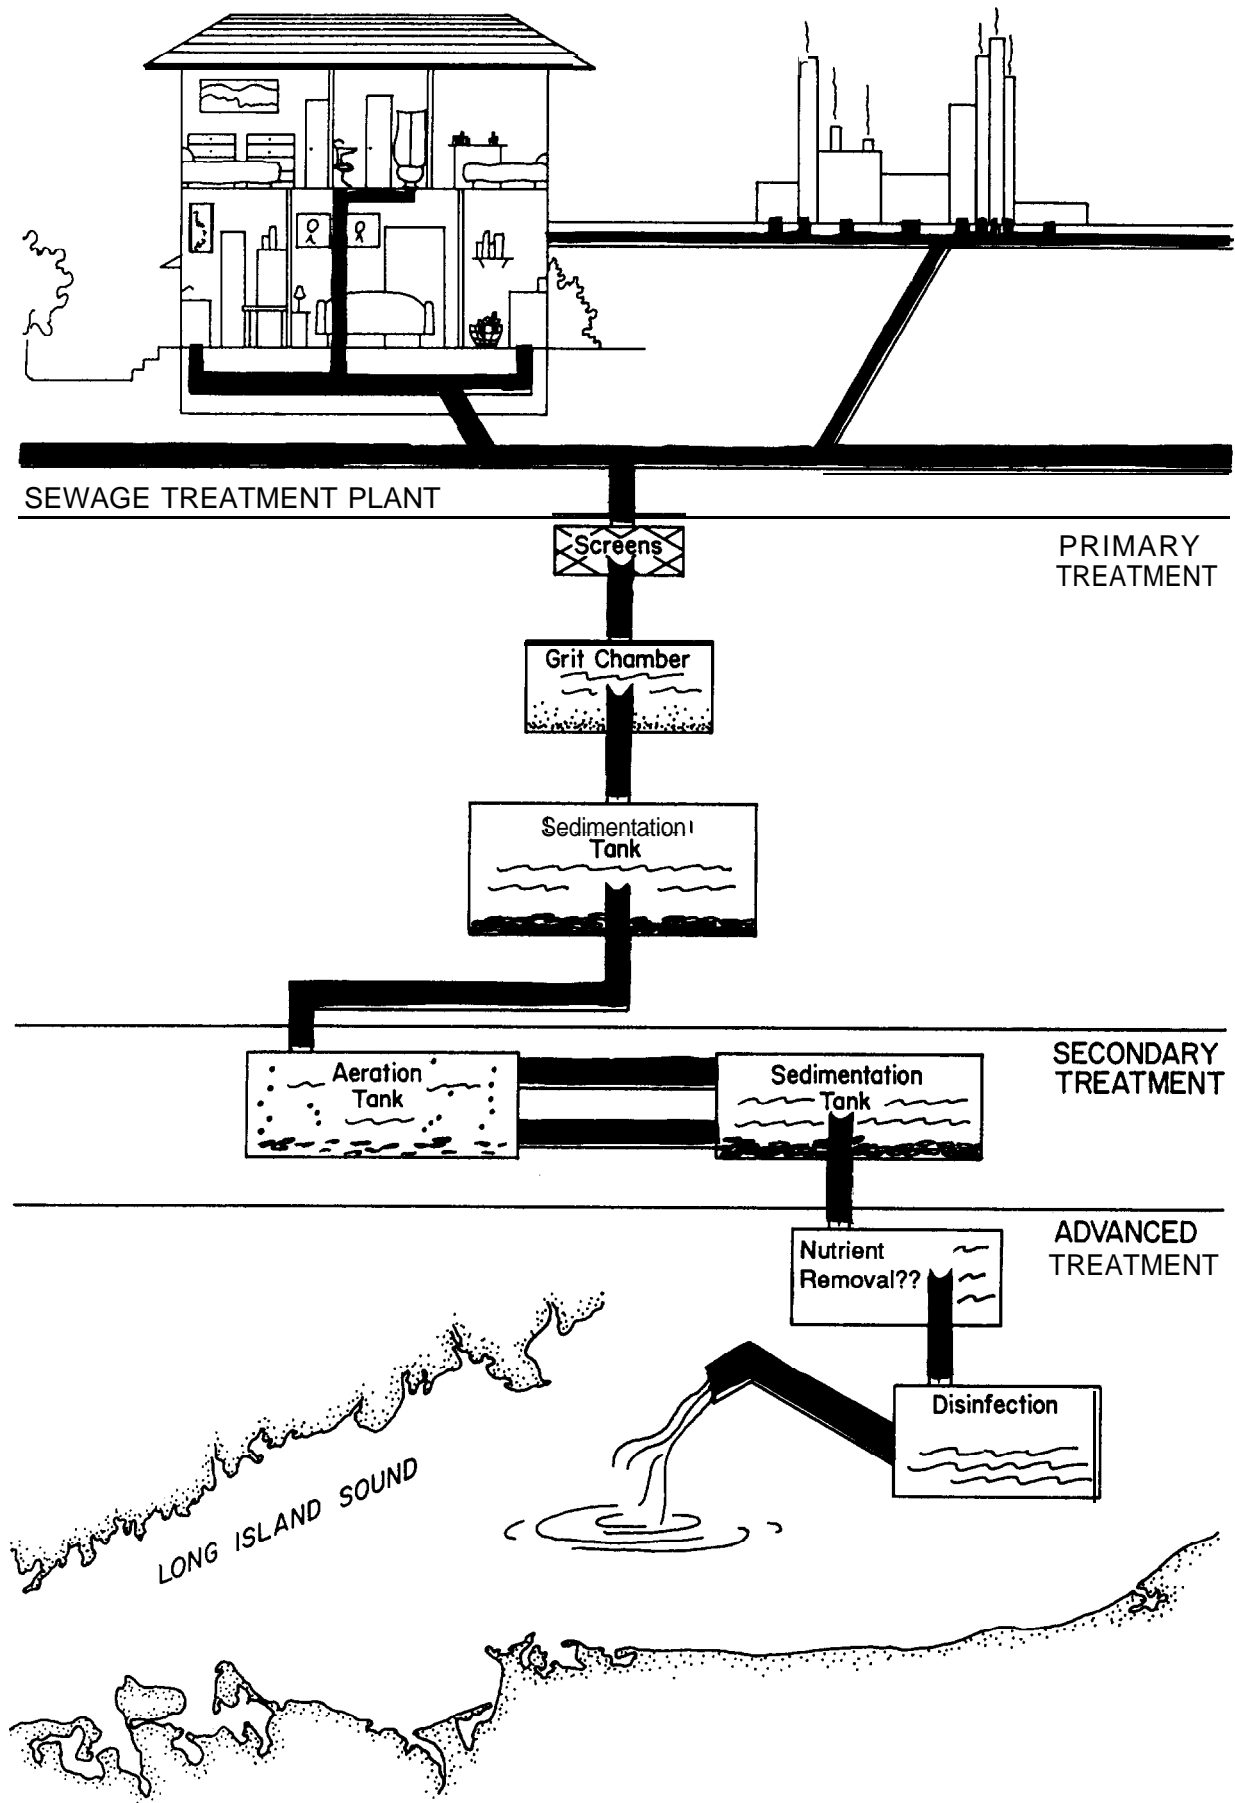 SEWAGE TREATMENT PLANT
PRIMARY
TREATMENT
Screens
Grit Chamber
Sedimentation
Tank
SECONDARY
TREATMENT
Aeration
Tank
Sedimentation
Tank
ADVANCED
TREATMENT
Nutrient
Removal??
Disinfection
LONG ISLAND SOUND